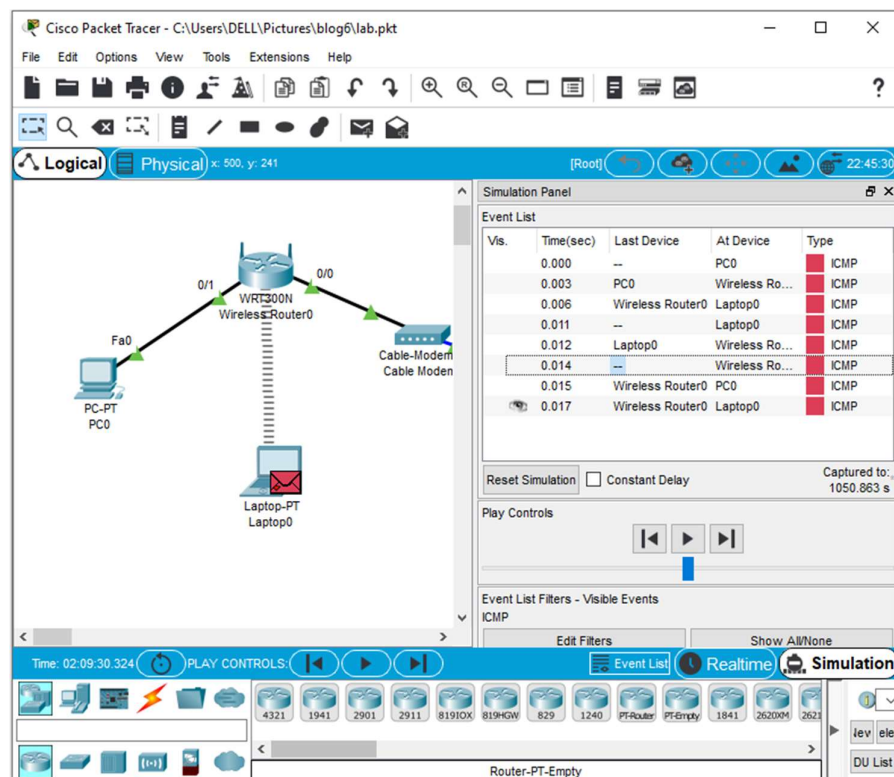 Cisco Packet Tracer - C:\Users\DELL\Pictures\blog6\lab.pkt
File Edit Options View Tools Extensions Help
?
Logical Physical x: 500, y: 241 [Root] 22:45:30
Simulation Panel
Event List
Vis. Time(sec) Last Device At Device Type
0.000 -- PC0 ICMP
0.003 PC0 Wireless Ro... ICMP
0.006 Wireless Router0 Laptop0 ICMP
0.011 -- Laptop0 ICMP
0.012 Laptop0 Wireless Ro... ICMP
0.014 -- Wireless Ro... ICMP
0.015 Wireless Router0 PC0 ICMP
0.017 Wireless Router0 Laptop0 ICMP
0/1
0/0
WRT300N
Wireless Router0
Fa0
PC-PT
PC0
Cable-Modem
Cable Modem
Laptop-PT
Laptop0
Reset Simulation Constant Delay Captured to:
1050.863 s
Play Controls
Event List Filters - Visible Events
ICMP
Edit Filters Show All/None
Time: 02:09:30.324 PLAY CONTROLS: Event List Realtime Simulation
4321 1941 2901 2911 819IOX 819HGW 829 1240 PT-Router PT-Empty 1841 2620XM 2621
lev ele
DU List
Router-PT-Empty